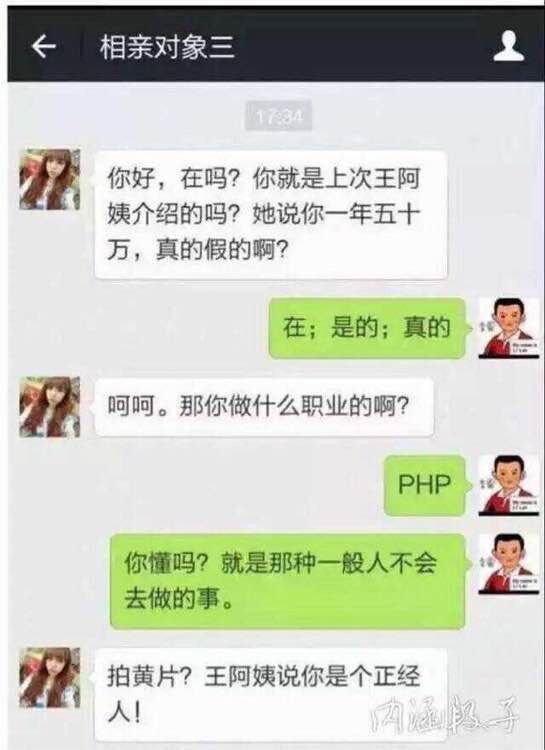 相亲对象三
17:34
你好，在吗？你就是上次王阿
姨介绍的吗？她说你一年五十
万，真的假的啊？
在；是的；真的
呵呵。那你做什么职业的啊？
PHP
你懂吗？就是那种一般人不会
去做的事。
拍黄片？王阿姨说你是个正经
人！
内涵段子